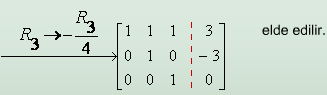 R₃ → -R₃/4 [1 1 1 ¦ 3] elde edilir.
[0 1 0 ¦ -3]
[0 0 1 ¦ 0]